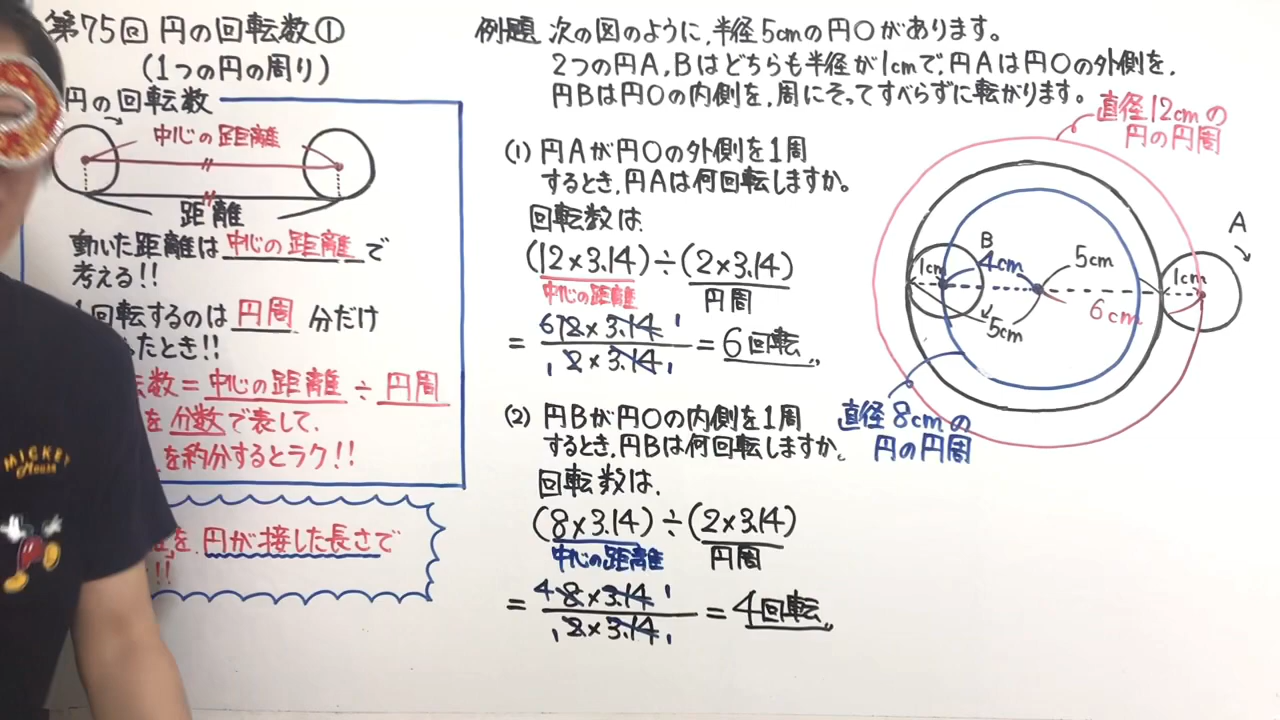 第75回 円の回転数①
(1つの円の周り)
円の回転数
中心の距離
距離
動いた距離は中心の距離で
考える!!
回転するのは 円周 分だけ
たとき!!
転数=中心の距離÷円周
を分数で表して、
を約分するとラク!!
を、円が接した長さで
!!
MICKEY
Mouse
例題 次の図のように、半径5cmの円Oがあります。
2つの円A、Bはどちらも半径が1cmで、円Aは円Oの外側を、
円Bは円Oの内側を、周にそってすべらずに転がります。
(1) 円Aが円Oの外側を1周
するとき、円Aは何回転しますか。
回転数は、
(12×3.14)÷(2×3.14)
中心の距離 円周
= 6 12×3.14 1 / 1 2×3.14 1 = 6回転
(2) 円Bが円Oの内側を1周
するとき、円Bは何回転しますか。
回転数は、
(8×3.14)÷(2×3.14)
中心の距離 円周
= 4 8×3.14 1 / 1 2×3.14 1 = 4回転
直径12cmの
円の円周
A
B
1cm
4cm
5cm
1cm
6cm
5cm
直径8cmの
円の円周